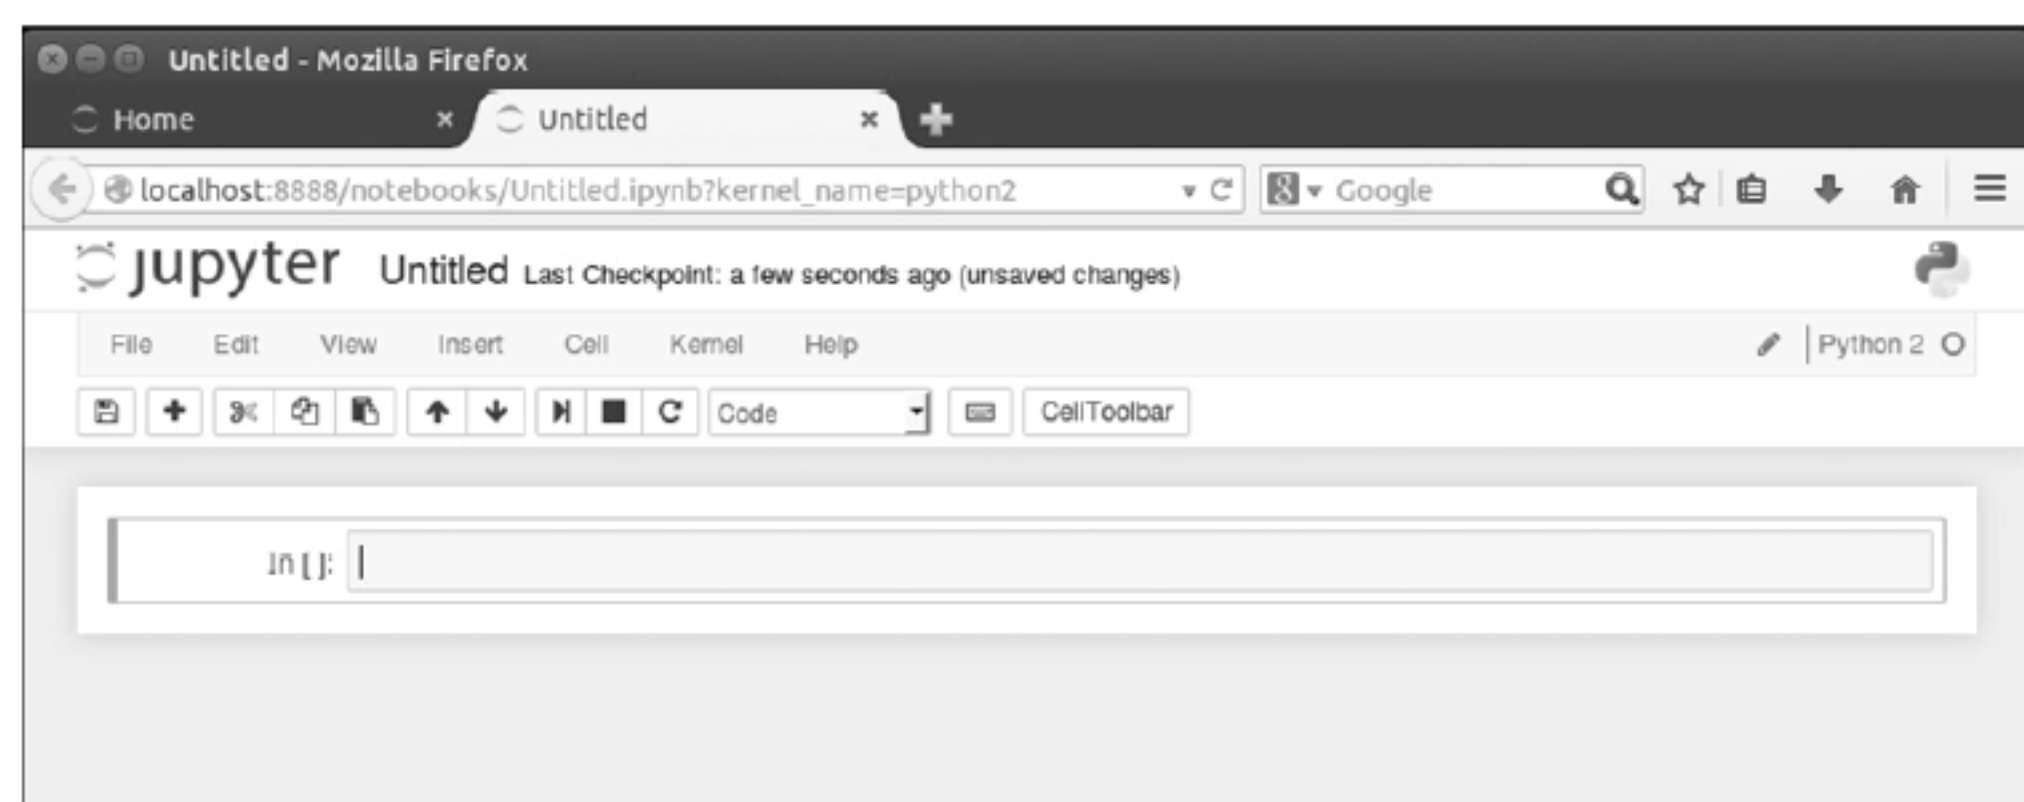 Untitled - Mozilla Firefox
Home Untitled
localhost:8888/notebooks/Untitled.ipynb?kernel_name=python2 Google
jupyter Untitled Last Checkpoint: a few seconds ago (unsaved changes)
File Edit View Insert Cell Kernel Help Python 2
Code CellToolbar
In [ ]: